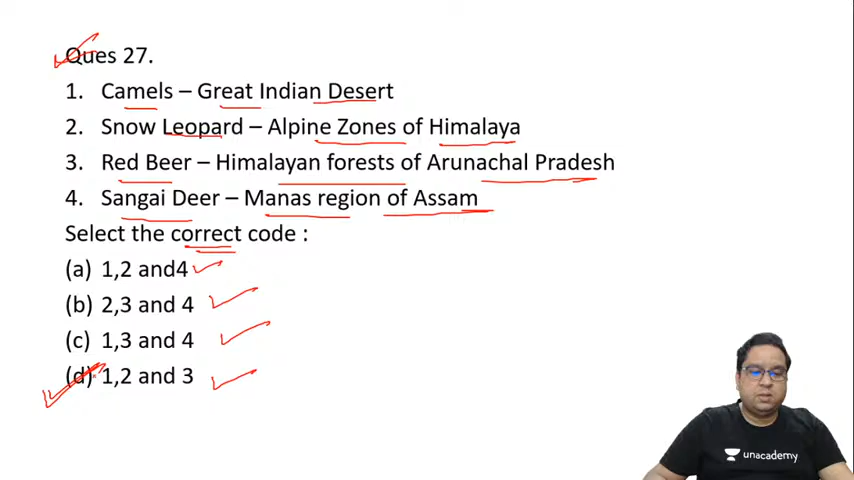 Ques 27.
1. Camels – Great Indian Desert
2. Snow Leopard – Alpine Zones of Himalaya
3. Red Beer – Himalayan forests of Arunachal Pradesh
4. Sangai Deer – Manas region of Assam
Select the correct code :
(a) 1,2 and4
(b) 2,3 and 4
(c) 1,3 and 4
(d) 1,2 and 3
unacademy